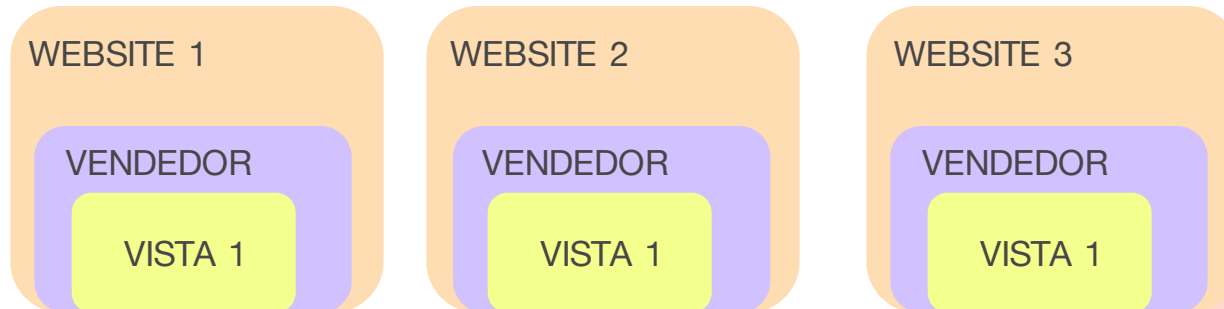 WEBSITE 1
WEBSITE 2
WEBSITE 3
VENDEDOR
VENDEDOR
VENDEDOR
VISTA 1
VISTA 1
VISTA 1